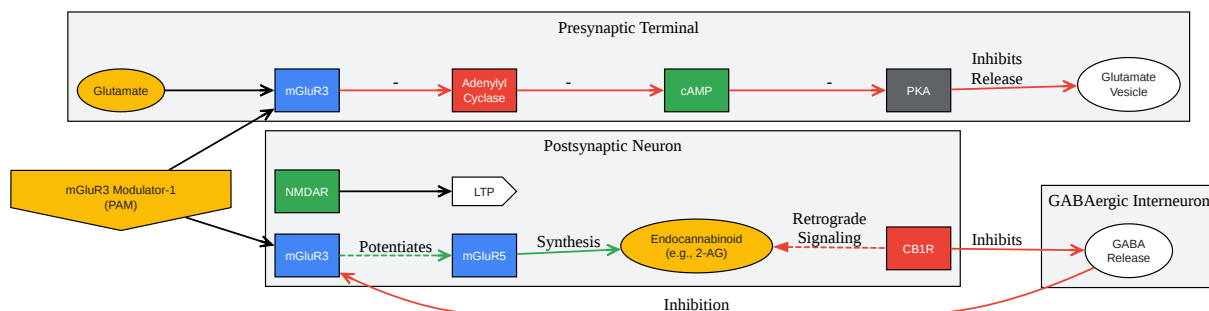 Presynaptic Terminal
Glutamate
mGluR3
-
Adenylyl
Cyclase
-
cAMP
-
PKA
Inhibits
Release
Glutamate
Vesicle
mGluR3 Modulator-1
(PAM)
Postsynaptic Neuron
NMDAR
LTP
mGluR3
Potentiates
mGluR5
Synthesis
Endocannabinoid
(e.g., 2-AG)
Retrograde
Signaling
CB1R
Inhibits
GABAergic Interneuron
GABA
Release
Inhibition